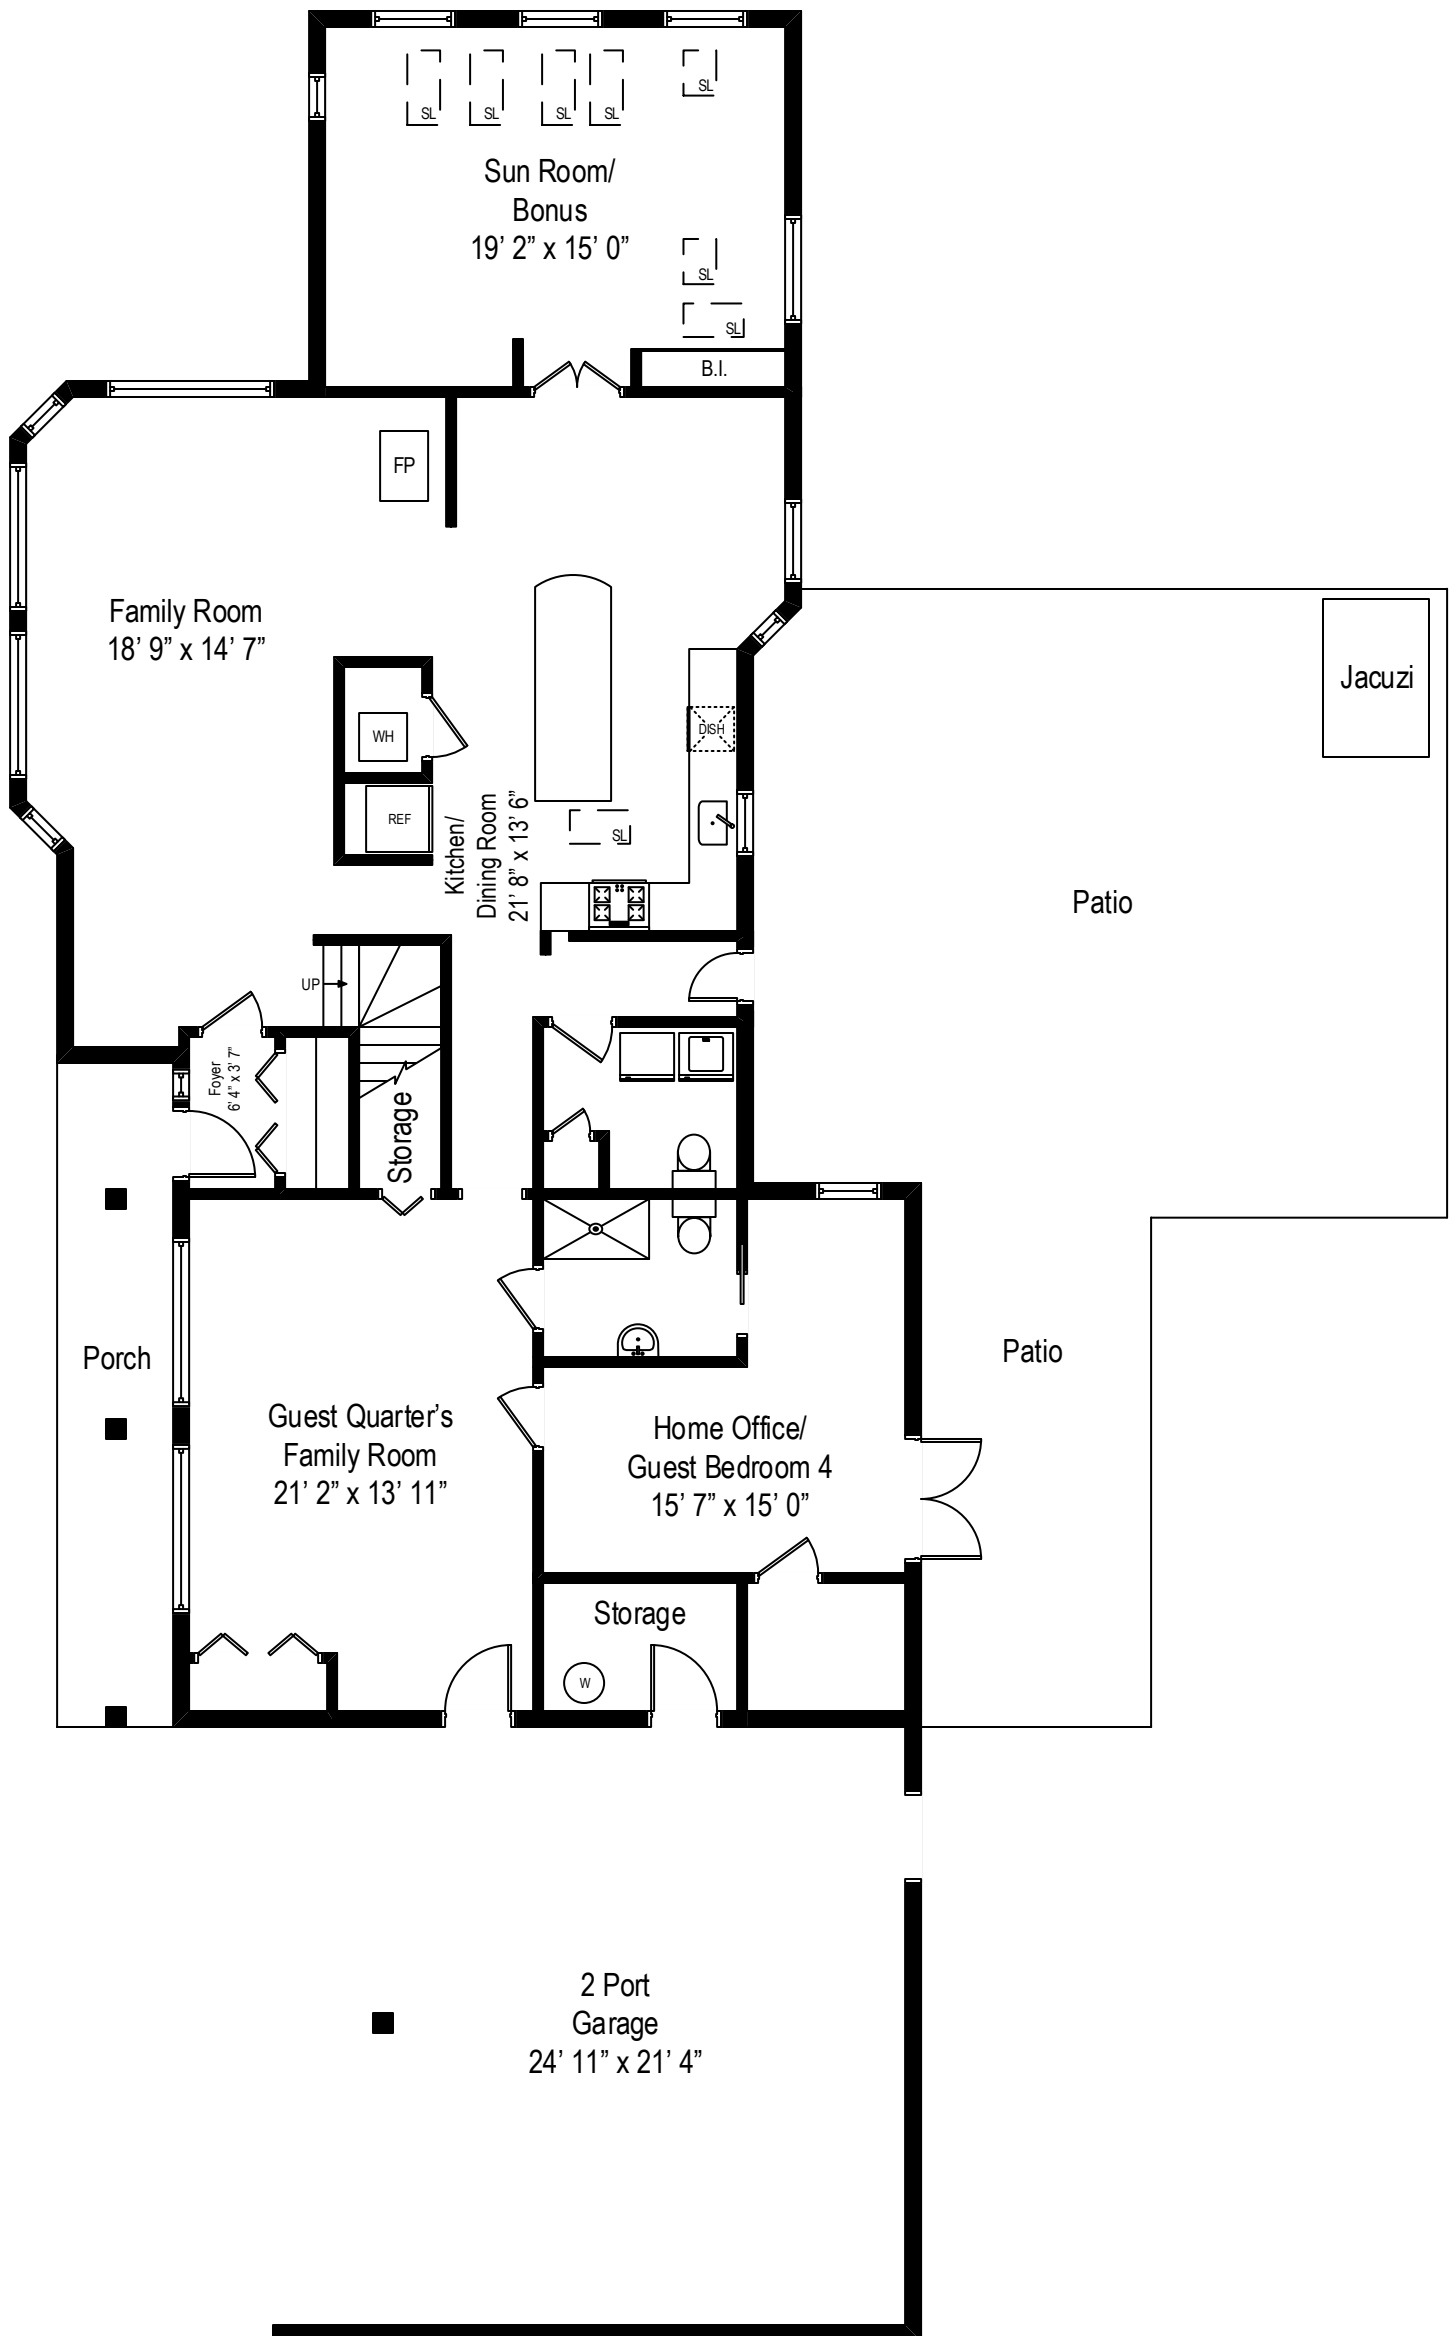 SL
SL
SL
SL
SL
Sun Room/
Bonus
19’ 2” x 15’ 0”
SL
SL
B.I.
FP
Family Room
18’ 9” x 14’ 7”
Jacuzi
WH
DISH
REF
SL
Kitchen/
Dining Room
21’ 8” x 13’ 6”
Patio
UP
Foyer
6’ 4” x 3’ 7”
Storage
Porch
Patio
Guest Quarter’s
Family Room
21’ 2” x 13’ 11”
Home Office/
Guest Bedroom 4
15’ 7” x 15’ 0”
Storage
W
2 Port
Garage
24’ 11” x 21’ 4”